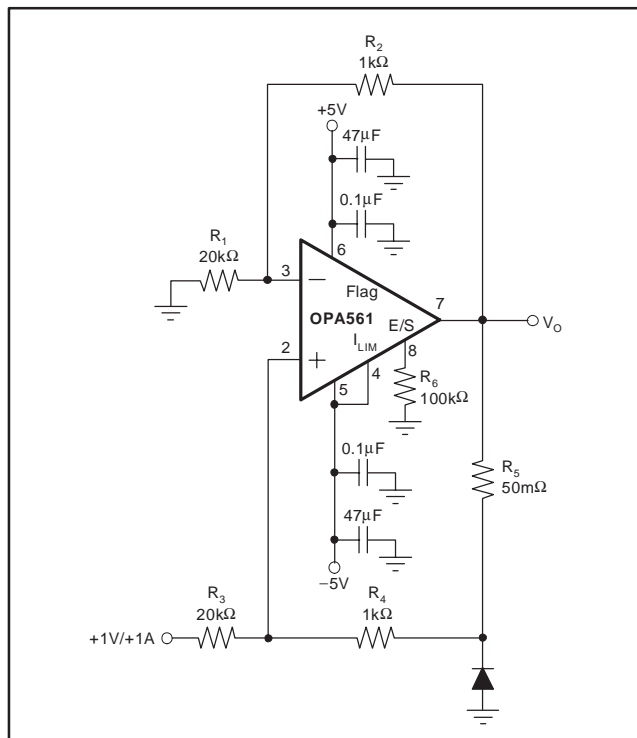 R2
1kΩ
+5V
47µF
0.1µF
R1
20kΩ
6
3
−
Flag
7
OPA561
VO
E/S
ILIM
8
2
+
4
5
R6
100kΩ
0.1µF
R5
50mΩ
47µF
−5V
R3
20kΩ
R4
1kΩ
+1V/+1A